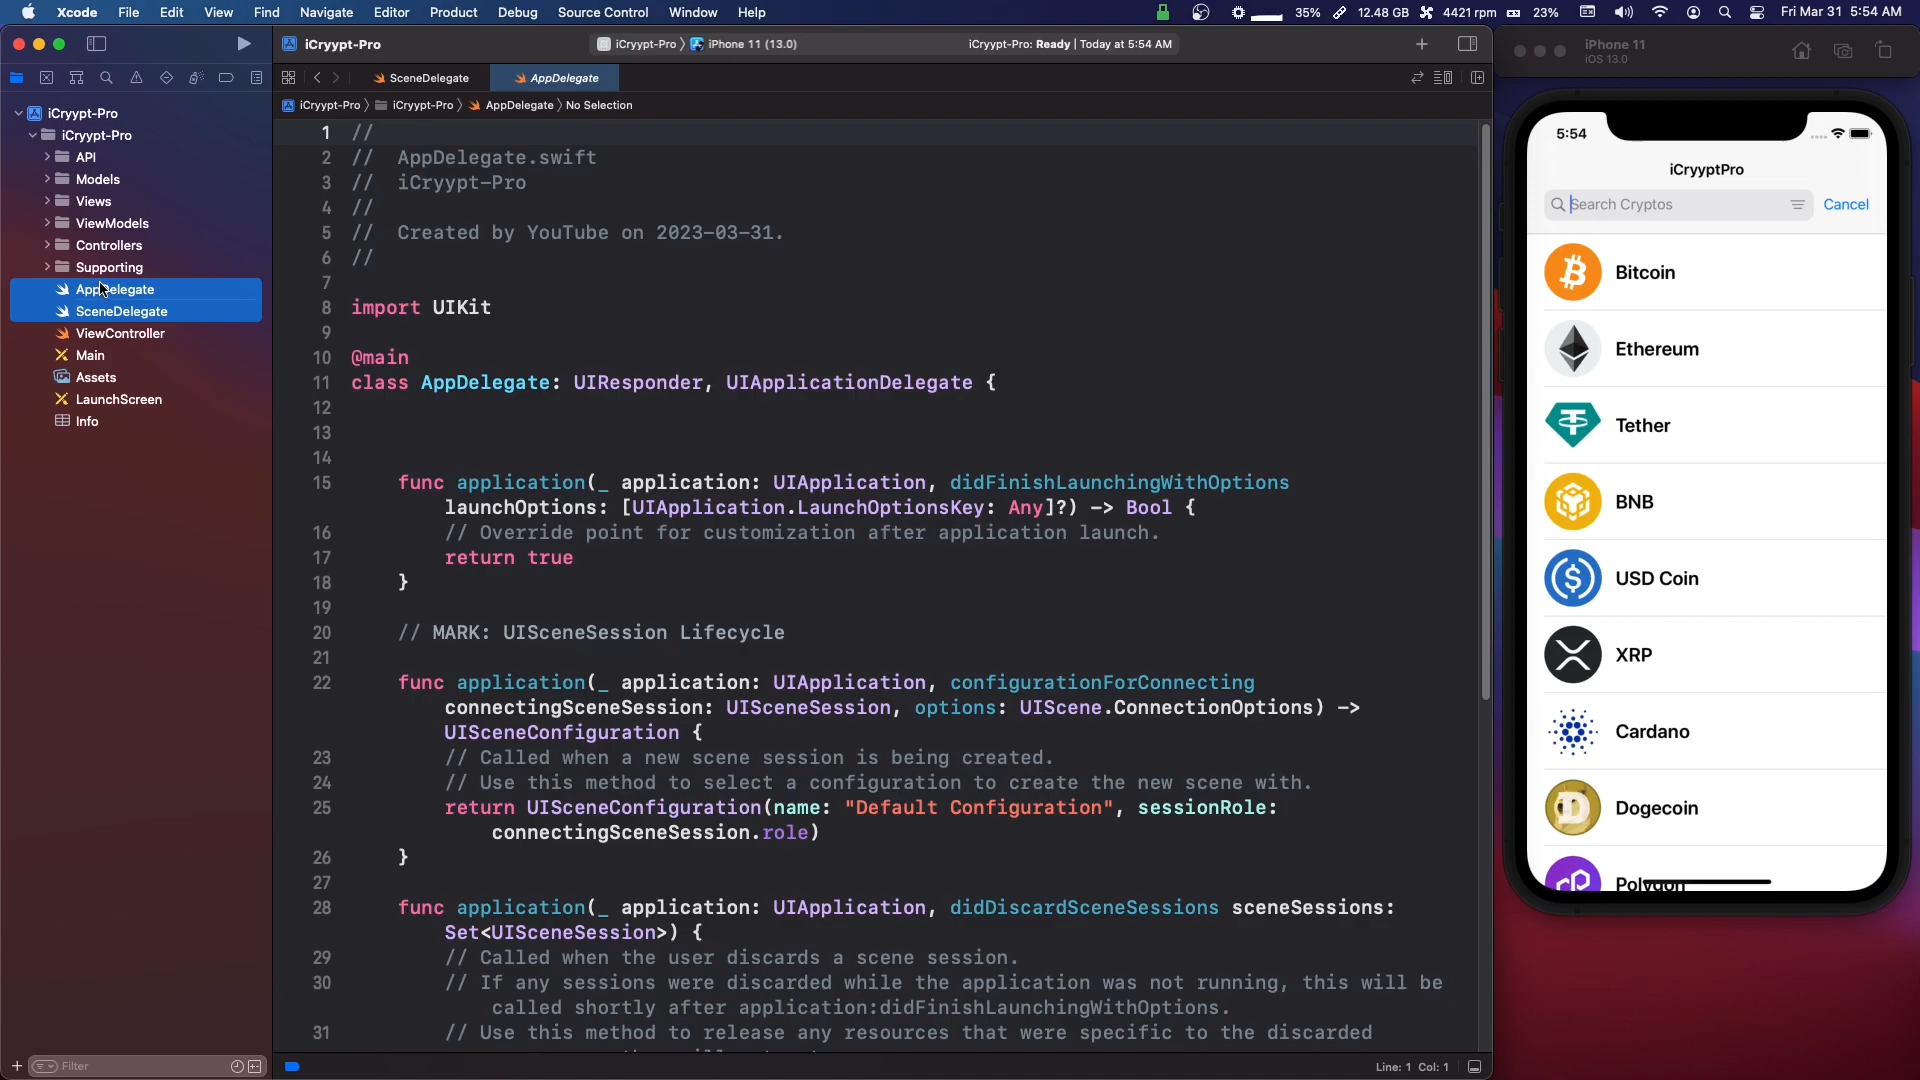 Xcode File Edit View Find Navigate Editor Product Debug Source Control Window Help
35% 12.48 GB 4421 rpm 23% Fri Mar 31 5:54 AM
iCryypt-Pro
iCryypt-Pro iPhone 11 (13.0)
iCryypt-Pro: Ready | Today at 5:54 AM
SceneDelegate AppDelegate
iCryypt-Pro iCryypt-Pro AppDelegate No Selection
iCryypt-Pro
iCryypt-Pro
API
Models
Views
ViewModels
Controllers
Supporting
AppDelegate
SceneDelegate
ViewController
Main
Assets
LaunchScreen
Info
Filter
1 //
2 // AppDelegate.swift
3 // iCryypt-Pro
4 //
5 // Created by YouTube on 2023-03-31.
6 //
7
8 import UIKit
9
10 @main
11 class AppDelegate: UIResponder, UIApplicationDelegate {
12
13
14
15 func application(_ application: UIApplication, didFinishLaunchingWithOptions
launchOptions: [UIApplication.LaunchOptionsKey: Any]?) -> Bool {
16 // Override point for customization after application launch.
17 return true
18 }
19
20 // MARK: UISceneSession Lifecycle
21
22 func application(_ application: UIApplication, configurationForConnecting
connectingSceneSession: UISceneSession, options: UIScene.ConnectionOptions) ->
UISceneConfiguration {
23 // Called when a new scene session is being created.
24 // Use this method to select a configuration to create the new scene with.
25 return UISceneConfiguration(name: "Default Configuration", sessionRole:
connectingSceneSession.role)
26 }
27
28 func application(_ application: UIApplication, didDiscardSceneSessions sceneSessions:
Set<UISceneSession>) {
29 // Called when the user discards a scene session.
30 // If any sessions were discarded while the application was not running, this will be
called shortly after application:didFinishLaunchingWithOptions.
31 // Use this method to release any resources that were specific to the discarded
Line: 1 Col: 1
iPhone 11
iOS 13.0
5:54
iCryyptPro
Search Cryptos Cancel
Bitcoin
Ethereum
Tether
BNB
USD Coin
XRP
Cardano
Dogecoin
Polygon